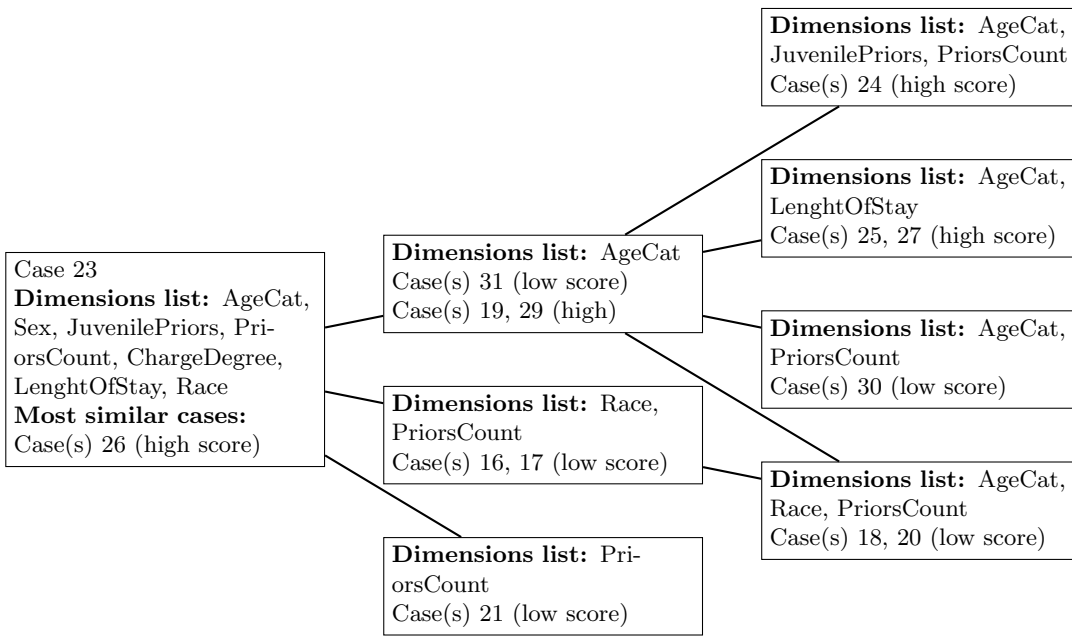 Case 23
Dimensions list: AgeCat,
Sex, JuvenilePriors, Pri-
orsCount, ChargeDegree,
LenghtOfStay, Race
Most similar cases:
Case(s) 26 (high score)
Dimensions list: AgeCat
Case(s) 31 (low score)
Case(s) 19, 29 (high)
Dimensions list: Race,
PriorsCount
Case(s) 16, 17 (low score)
Dimensions list: Pri-
orsCount
Case(s) 21 (low score)
Dimensions list: AgeCat,
JuvenilePriors, PriorsCount
Case(s) 24 (high score)
Dimensions list: AgeCat,
LenghtOfStay
Case(s) 25, 27 (high score)
Dimensions list: AgeCat,
PriorsCount
Case(s) 30 (low score)
Dimensions list: AgeCat,
Race, PriorsCount
Case(s) 18, 20 (low score)